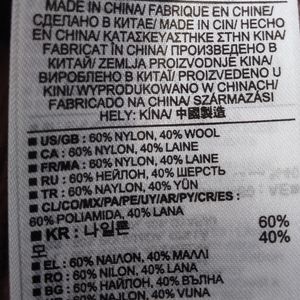 MADE IN CHINA/ FABRIQUE EN CHINE/
СДЕЛАНО В КИТАЕ/ MADE IN CIN/ HECHO
EN CHINA/ ΚΑΤΑΣΚΕΥΑΣΤΗΚΕ ΣΤΗΝ ΚΙΝΑ/
FABRICAT ÎN CHINA/ ПРОИЗВЕДЕНО В
КИТАЙ/ ZEMLJA PROIZVODNJE KINE/
ВИРОБЛЕНО В КИТАЇ/ PROIZVEDENO U
KINI/ WYPRODUKOWANO W CHINACH/
FABRICADO NA CHINA/ SZÁRMAZÁSI
HELY: KÍNA/ 中國製造
US/GB : 60% NYLON, 40% WOOL
CA : 60% NYLON, 40% LAINE
FR/MA : 60% NYLON, 40% LAINE
RU : 60% НЕЙЛОН, 40% ШЕРСТЬ
TR : 60% NAYLON, 40% YÜN
CL/CO/MX/PA/PE/UY/AR/PY/CR/ES :
60% POLIAMIDA, 40% LANA
KR : 나일론 60%
모 40%
EL : 60% ΝΑΙΛΟΝ, 40% ΜΑΛΛΙ
RO : 60% NILON, 40% LANA
BG : 60% НАЙЛОН, 40% ВЪЛНА
60% NAJLON, 40% VUNA